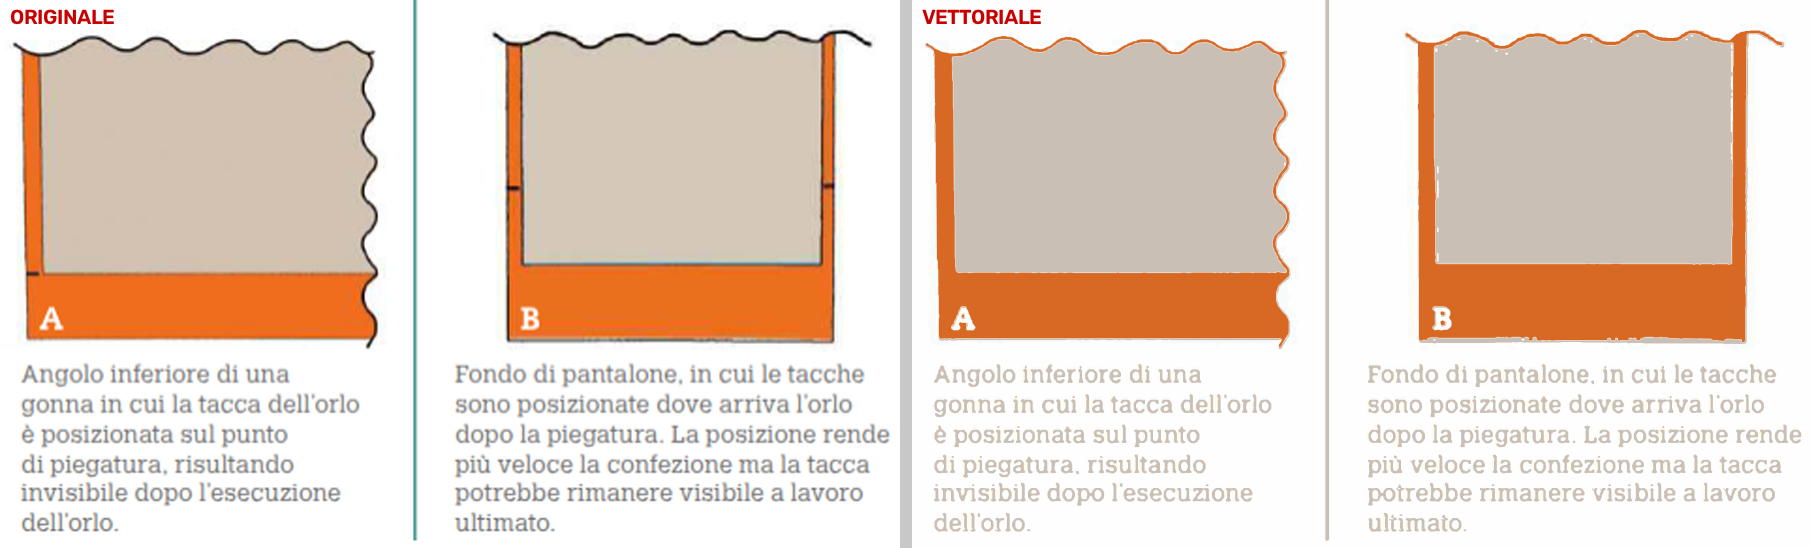 ORIGINALE
A
Angolo inferiore di una
gonna in cui la tacca dell'orlo
è posizionata sul punto
di piegatura, risultando
invisibile dopo l'esecuzione
dell'orlo.
B
Fondo di pantalone, in cui le tacche
sono posizionate dove arriva l'orlo
dopo la piegatura. La posizione rende
più veloce la confezione ma la tacca
potrebbe rimanere visibile a lavoro
ultimato.
VETTORIALE
A
Angolo inferiore di una
gonna in cui la tacca dell'orlo
è posizionata sul punto
di piegatura, risultando
invisibile dopo l'esecuzione
dell'orlo.
B
Fondo di pantalone, in cui le tacche
sono posizionate dove arriva l'orlo
dopo la piegatura. La posizione rende
più veloce la confezione ma la tacca
potrebbe rimanere visibile a lavoro
ultimato.